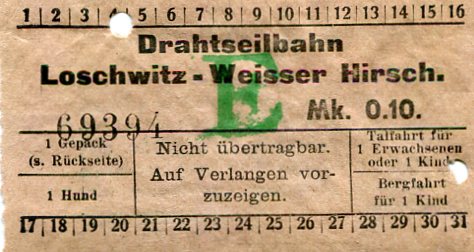 1 2 3 4 5 6 7 8 9 10 11 12 13 14 15 16
Drahtseilbahn
Loschwitz - Weisser Hirsch.
E
Mk. 0.10.
69394
1 Gepäck
(s. Rückseite)
1 Hund
Nicht übertragbar.
Auf Verlangen vor-
zuzeigen.
Talfahrt für
1 Erwachsenen
oder 1 Kind
Bergfahrt
für 1 Kind
17 18 19 20 21 22 23 24 25 26 27 28 29 30 31